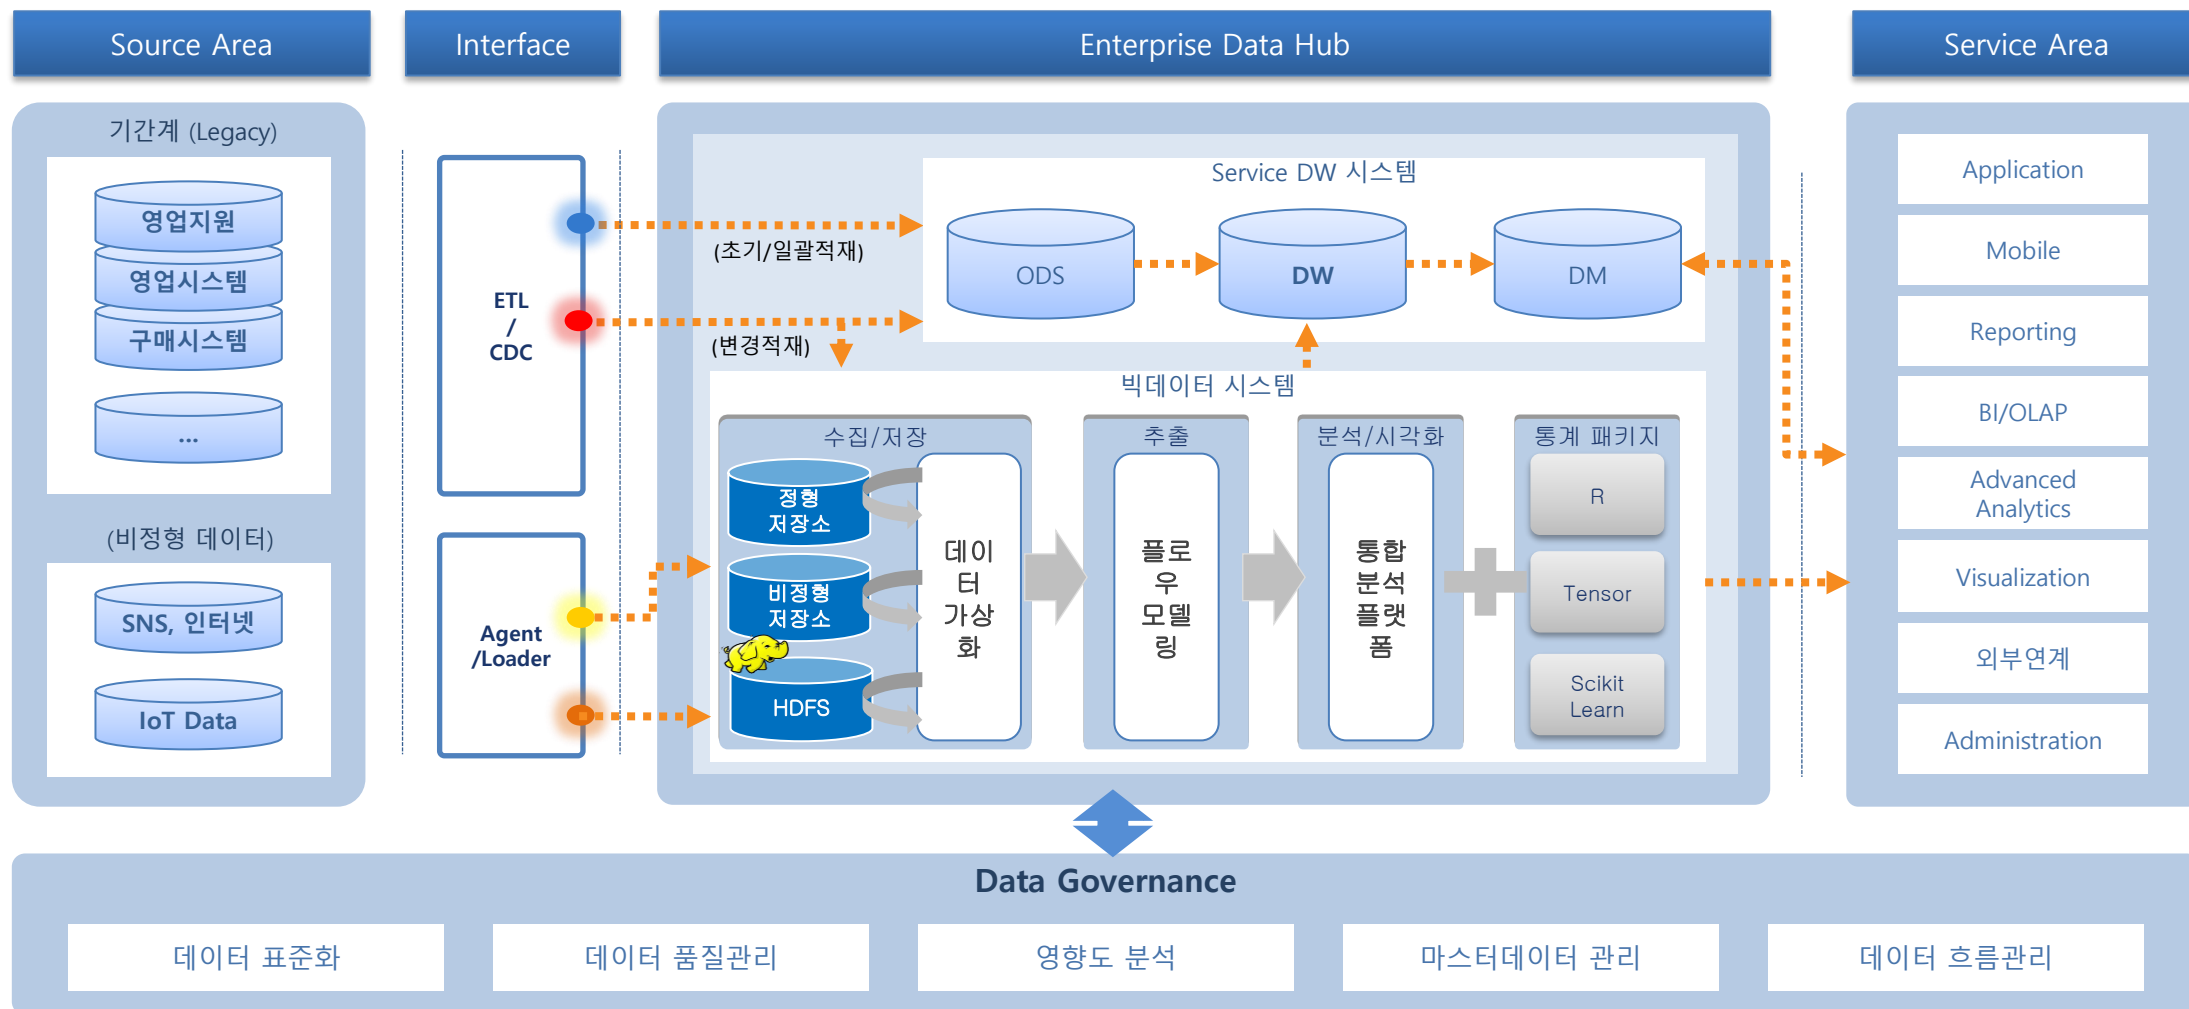 Source Area
Interface
Enterprise Data Hub
Service Area
기간계 (Legacy)
영업지원
영업시스템
구매시스템
...
(비정형 데이터)
SNS, 인터넷
IoT Data
ETL
/
CDC
Agent
/Loader
(초기/일괄적재)
(변경적재)
Service DW 시스템
ODS
DW
DM
빅데이터 시스템
수집/저장
정형
저장소
비정형
저장소
HDFS
데이
터
가상
화
추출
플로
우
모델
링
분석/시각화
통합
분석
플랫
폼
통계 패키지
R
Tensor
Scikit
Learn
Application
Mobile
Reporting
BI/OLAP
Advanced
Analytics
Visualization
외부연계
Administration
Data Governance
데이터 표준화
데이터 품질관리
영향도 분석
마스터데이터 관리
데이터 흐름관리